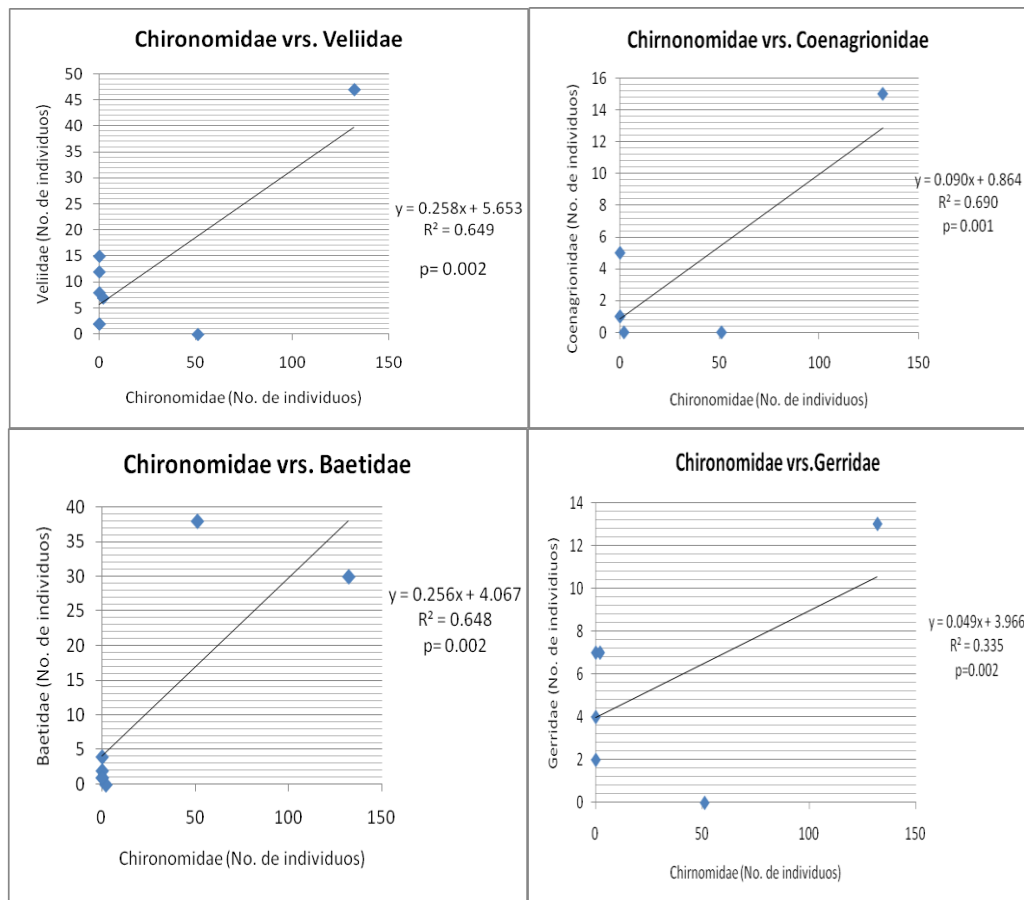 Chironomidae vrs. Veliidae
50
45
40
35
30
25
20
15
10
5
0
0 50 100 150
Veliidae (No. de individuos)
Chironomidae (No. de individuos)
y = 0.258x + 5.653
R² = 0.649
p= 0.002
Chirnonomidae vrs. Coenagrionidae
16
14
12
10
8
6
4
2
0
0 50 100 150
Coenagrionidae (No. de individuos)
Chironomidae (No. de individuos)
y = 0.090x + 0.864
R² = 0.690
p= 0.001
Chironomidae vrs. Baetidae
40
35
30
25
20
15
10
5
0
0 50 100 150
Baetidae (No. de individuos)
Chironomidae (No. de individuos)
y = 0.256x + 4.067
R² = 0.648
p= 0.002
Chironomidae vrs.Gerridae
14
12
10
8
6
4
2
0
0 50 100 150
Gerridae (No. de individiuos)
Chirnomidae (No. de individuos)
y = 0.049x + 3.966
R² = 0.335
p=0.002